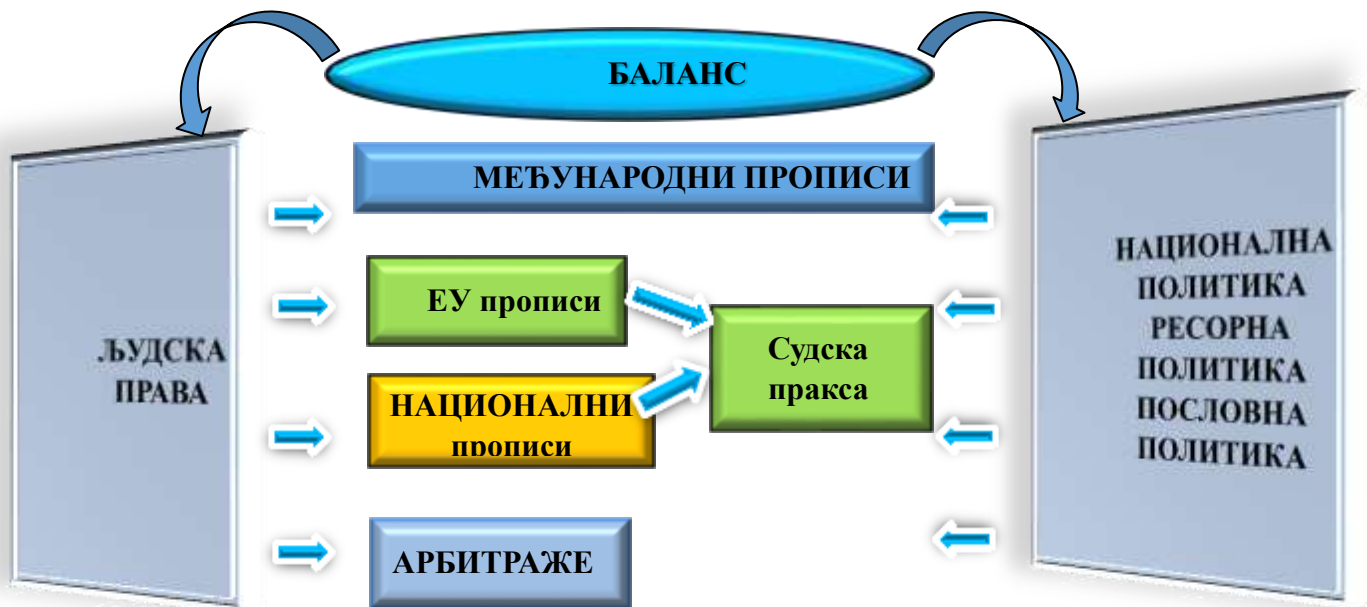 БАЛАНС
МЕЂУНАРОДНИ ПРОПИСИ
ЕУ прописи
НАЦИОНАЛНИ
прописи
АРБИТРАЖЕ
Судска
пракса
ЉУДСКА
ПРАВА
НАЦИОНАЛНА
ПОЛИТИКА
РЕСОРНА
ПОЛИТИКА
ПОСЛОВНА
ПОЛИТИКА